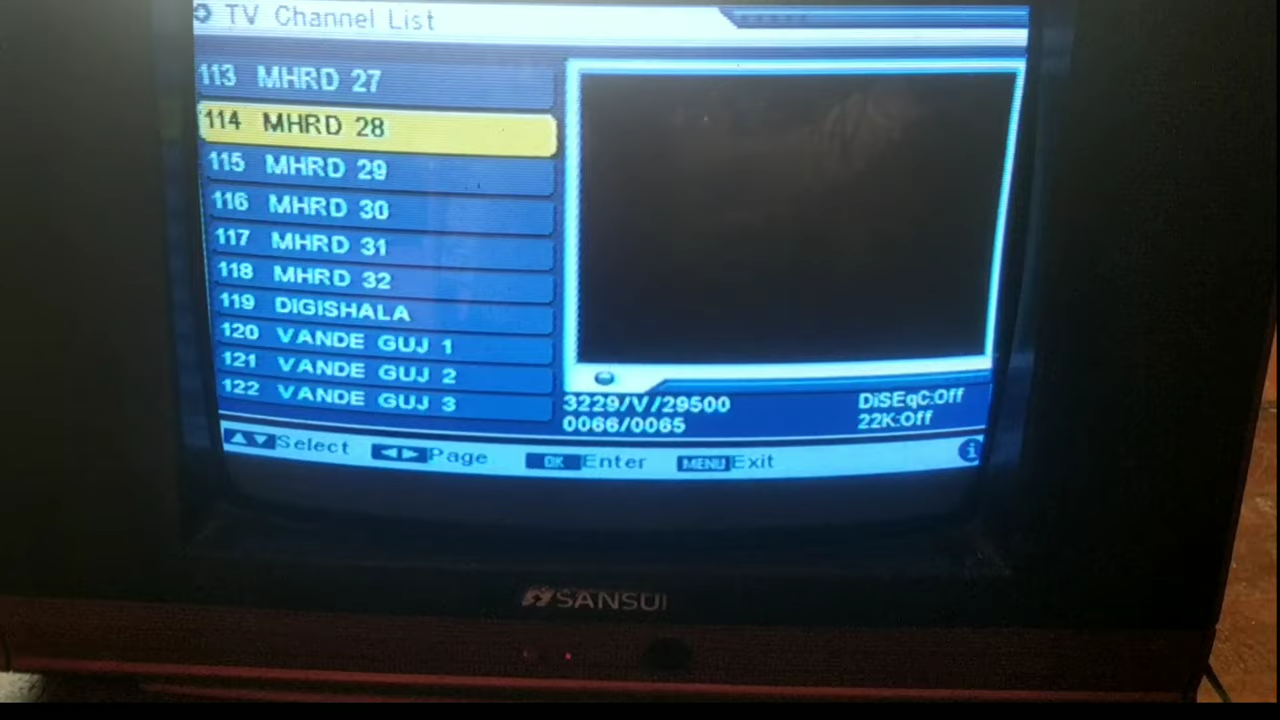 TV Channel List
113 MHRD 27
114 MHRD 28
115 MHRD 29
116 MHRD 30
117 MHRD 31
118 MHRD 32
119 DIGISHALA
120 VANDE GUJ 1
121 VANDE GUJ 2
122 VANDE GUJ 3
3229/V/29500
DiSEqC:Off
0066/0065
22K:Off
Select Page OK Enter MENU Exit i
SANSUI